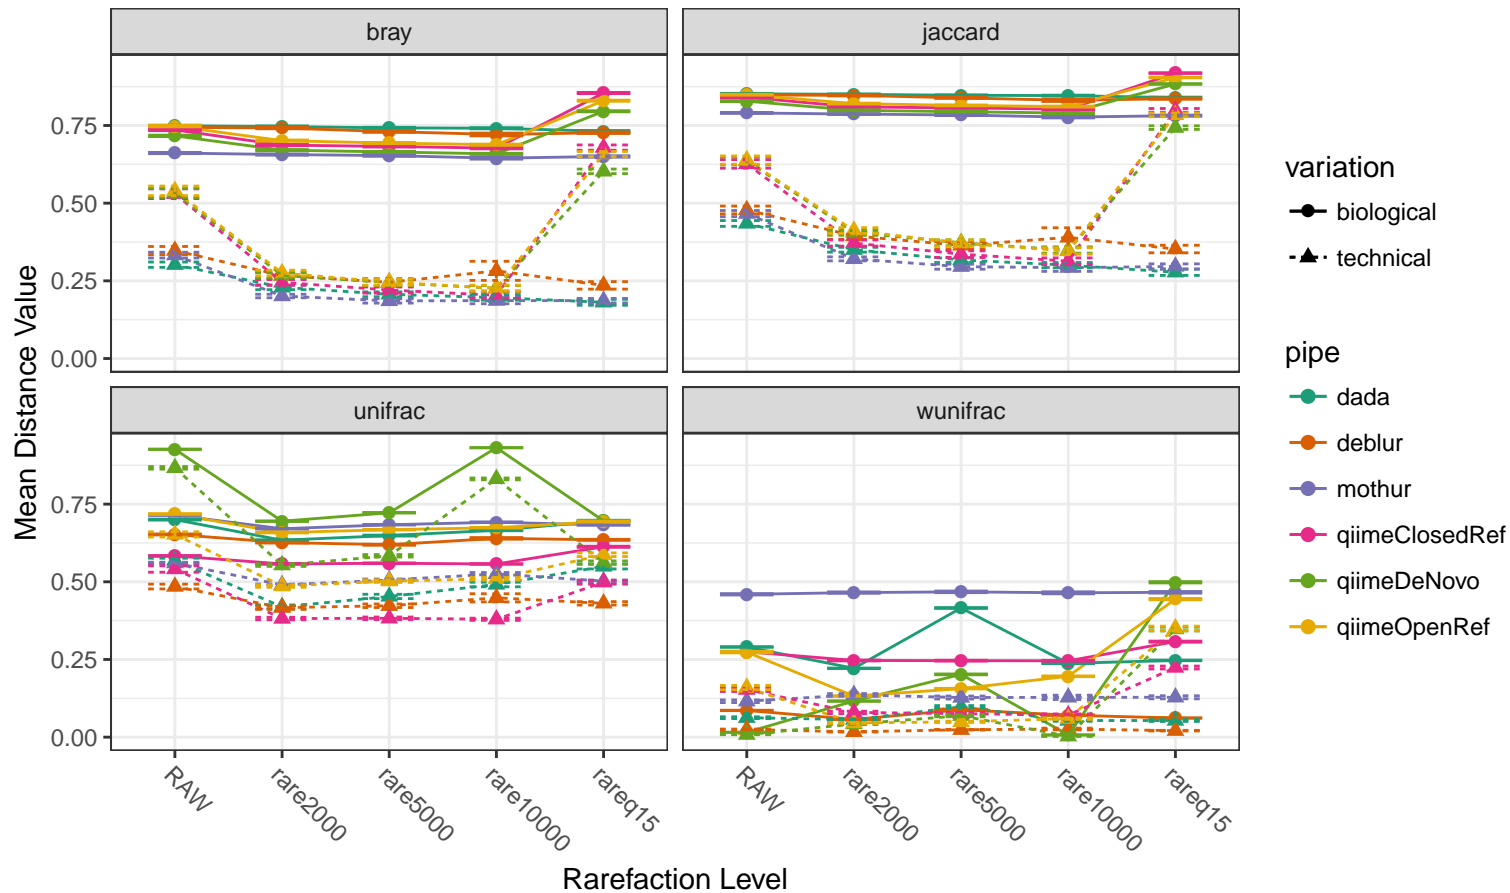 bray
jaccard
0.75
0.50
0.25
0.00
unifrac
wunifrac
0.75
0.50
0.25
0.00
Mean Distance Value
RAW
rare2000
rare5000
rare10000
rareq15
RAW
rare2000
rare5000
rare10000
rareq15
Rarefaction Level
variation
biological
technical
pipe
dada
deblur
mothur
qiimeClosedRef
qiimeDeNovo
qiimeOpenRef